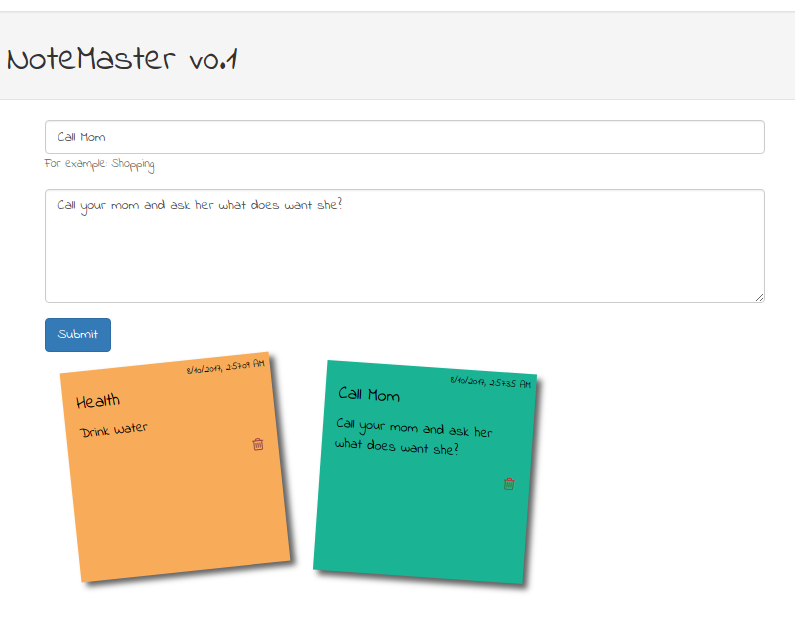 NoteMaster v0.1
Call Mom
For example: Shopping
Call your mom and ask her what does want she?
Submit
8/10/2017, 2:57:09 AM
Health
Drink Water
8/10/2017, 2:57:35 AM
Call Mom
Call your mom and ask her
what does want she?